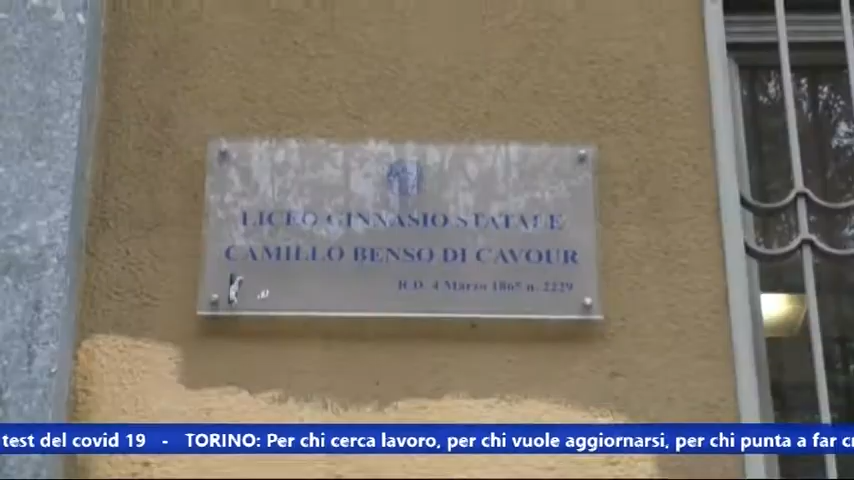 LICEO GINNASIO STATALE
CAMILLO BENSO DI CAVOUR
R.D. 4 Marzo 1865 n. 2229
test del covid 19 - TORINO: Per chi cerca lavoro, per chi vuole aggiornarsi, per chi punta a far cr